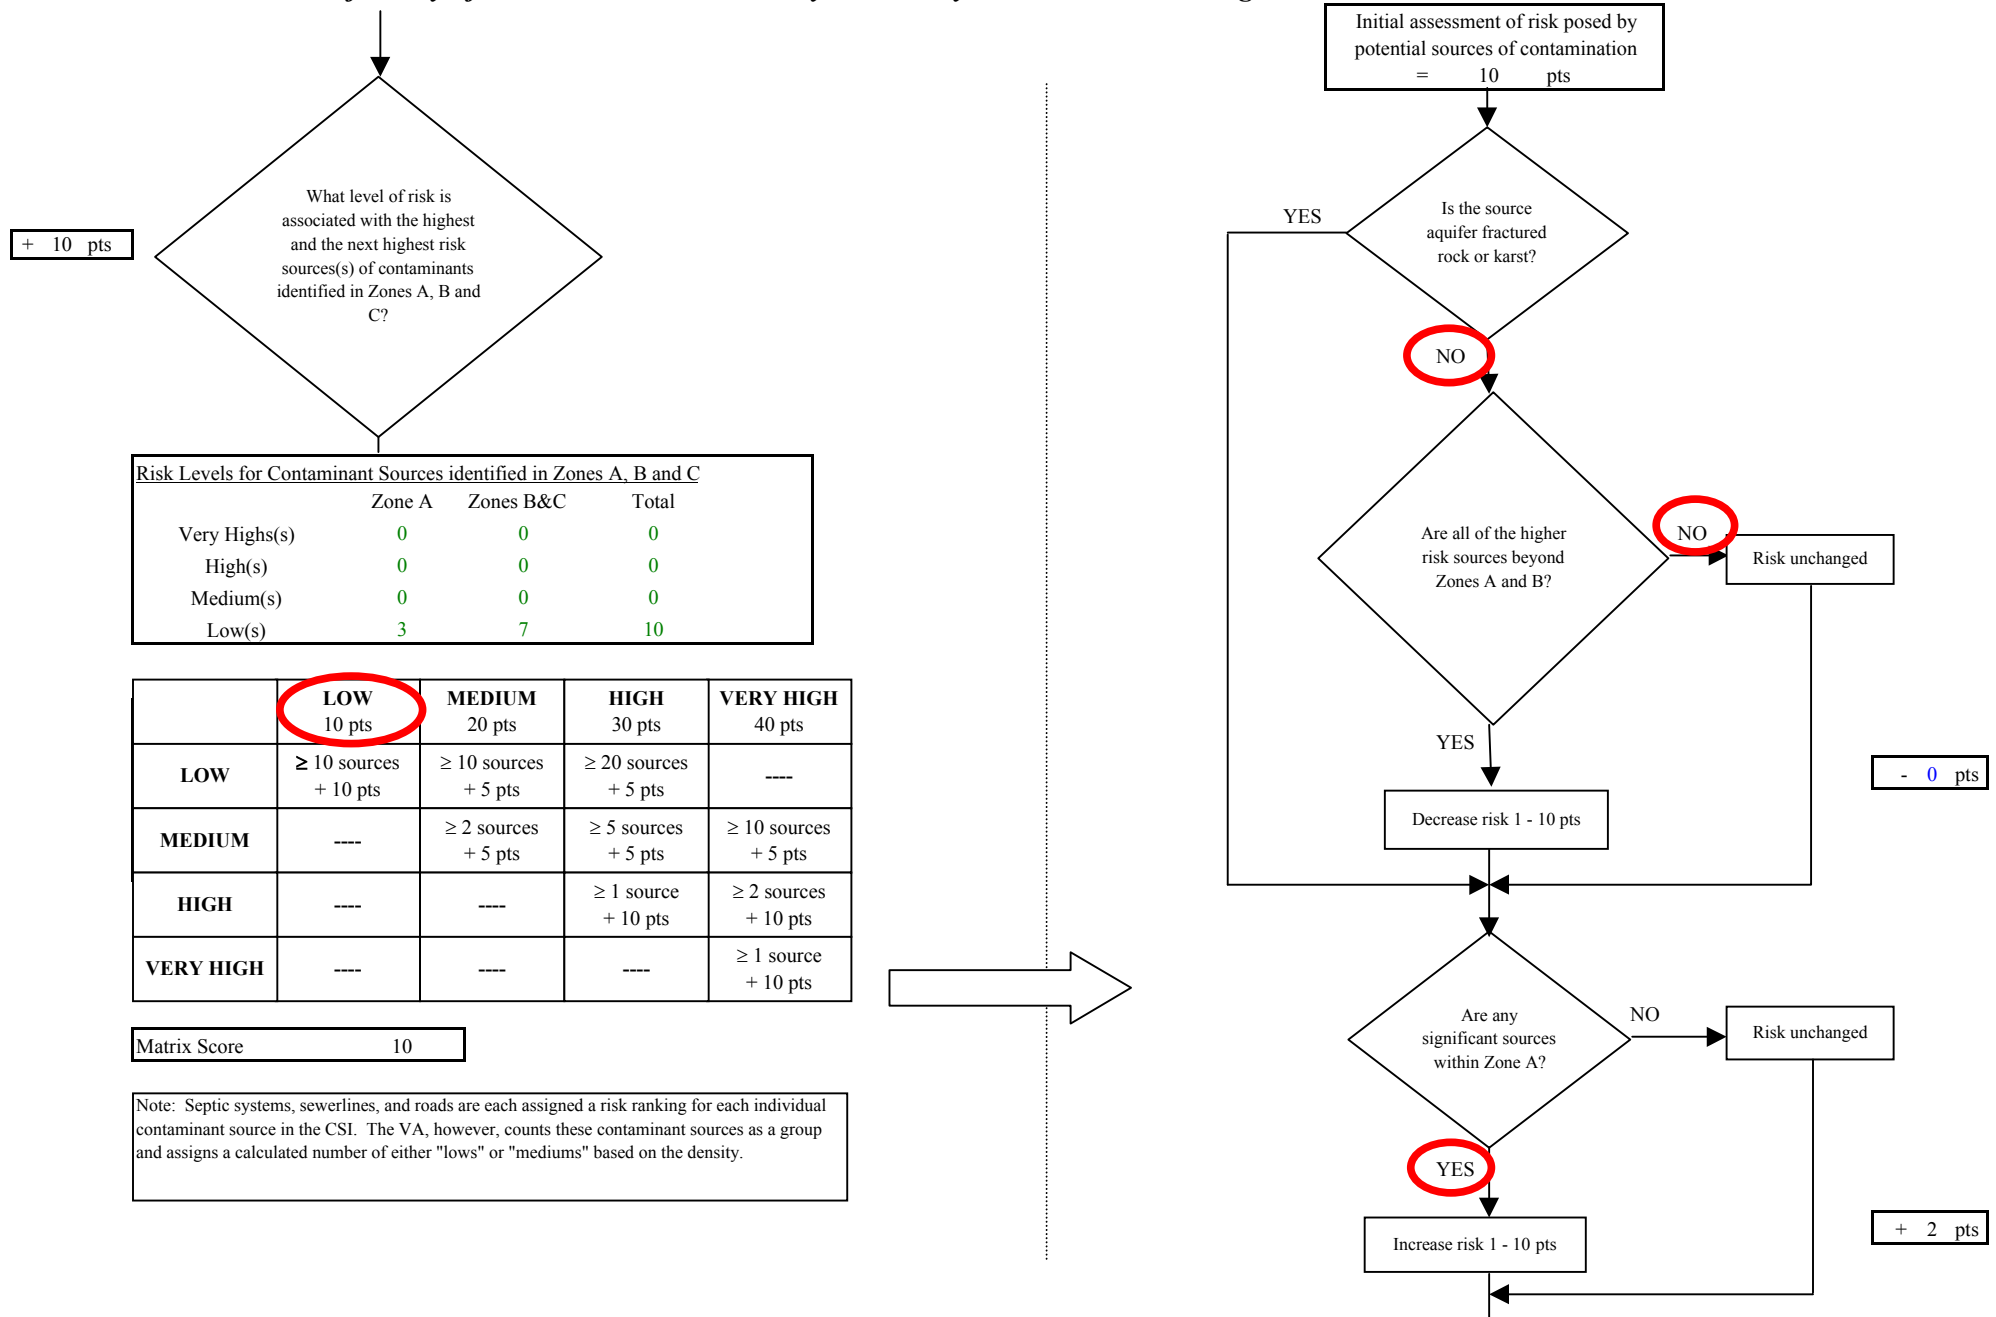 + 10 pts
What level of risk is
associated with the highest
and the next highest risk
sources(s) of contaminants
identified in Zones A, B and
C?
Risk Levels for Contaminant Sources identified in Zones A, B and C
Zone A Zones B&C Total
Very Highs(s) 0 0 0
High(s) 0 0 0
Medium(s) 0 0 0
Low(s) 3 7 10
LOW MEDIUM HIGH VERY HIGH
10 pts 20 pts 30 pts 40 pts
LOW ≥ 10 sources ≥ 10 sources ≥ 20 sources ----
+ 10 pts + 5 pts + 5 pts
MEDIUM ---- ≥ 2 sources ≥ 5 sources ≥ 10 sources
+ 5 pts + 5 pts + 5 pts
HIGH ---- ---- ≥ 1 source ≥ 2 sources
+ 10 pts + 10 pts
VERY HIGH ---- ---- ---- ≥ 1 source
+ 10 pts
Matrix Score 10
Note: Septic systems, sewerlines, and roads are each assigned a risk ranking for each individual
contaminant source in the CSI. The VA, however, counts these contaminant sources as a group
and assigns a calculated number of either "lows" or "mediums" based on the density.
Initial assessment of risk posed by
potential sources of contamination
= 10 pts
YES
Is the source
aquifer fractured
rock or karst?
NO
Are all of the higher
risk sources beyond
Zones A and B?
NO
Risk unchanged
YES
- 0 pts
Decrease risk 1 - 10 pts
Are any
significant sources
within Zone A?
NO
Risk unchanged
YES
+ 2 pts
Increase risk 1 - 10 pts